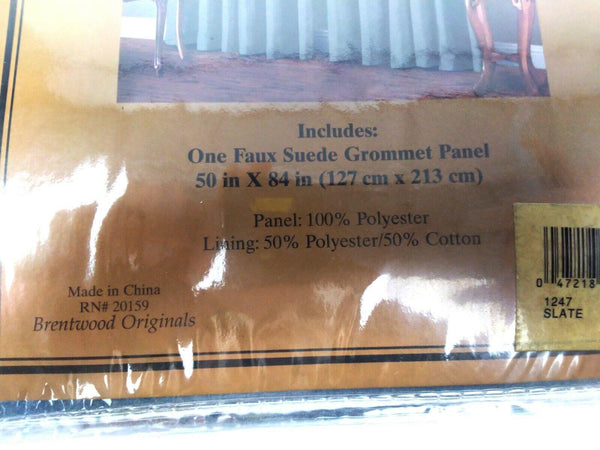 Includes:
One Faux Suede Grommet Panel
50 in X 84 in (127 cm x 213 cm)
Panel: 100% Polyester
Lining: 50% Polyester/50% Cotton
Made in China
RN# 20159
Brentwood Originals
0 47218
1247
SLATE